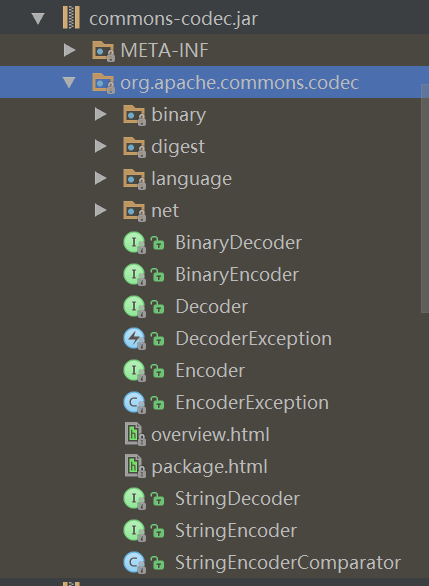 commons-codec.jar
META-INF
org.apache.commons.codec
binary
digest
language
net
I BinaryDecoder
I BinaryEncoder
I Decoder
DecoderException
I Encoder
C EncoderException
h overview.html
h package.html
I StringDecoder
I StringEncoder
C StringEncoderComparator